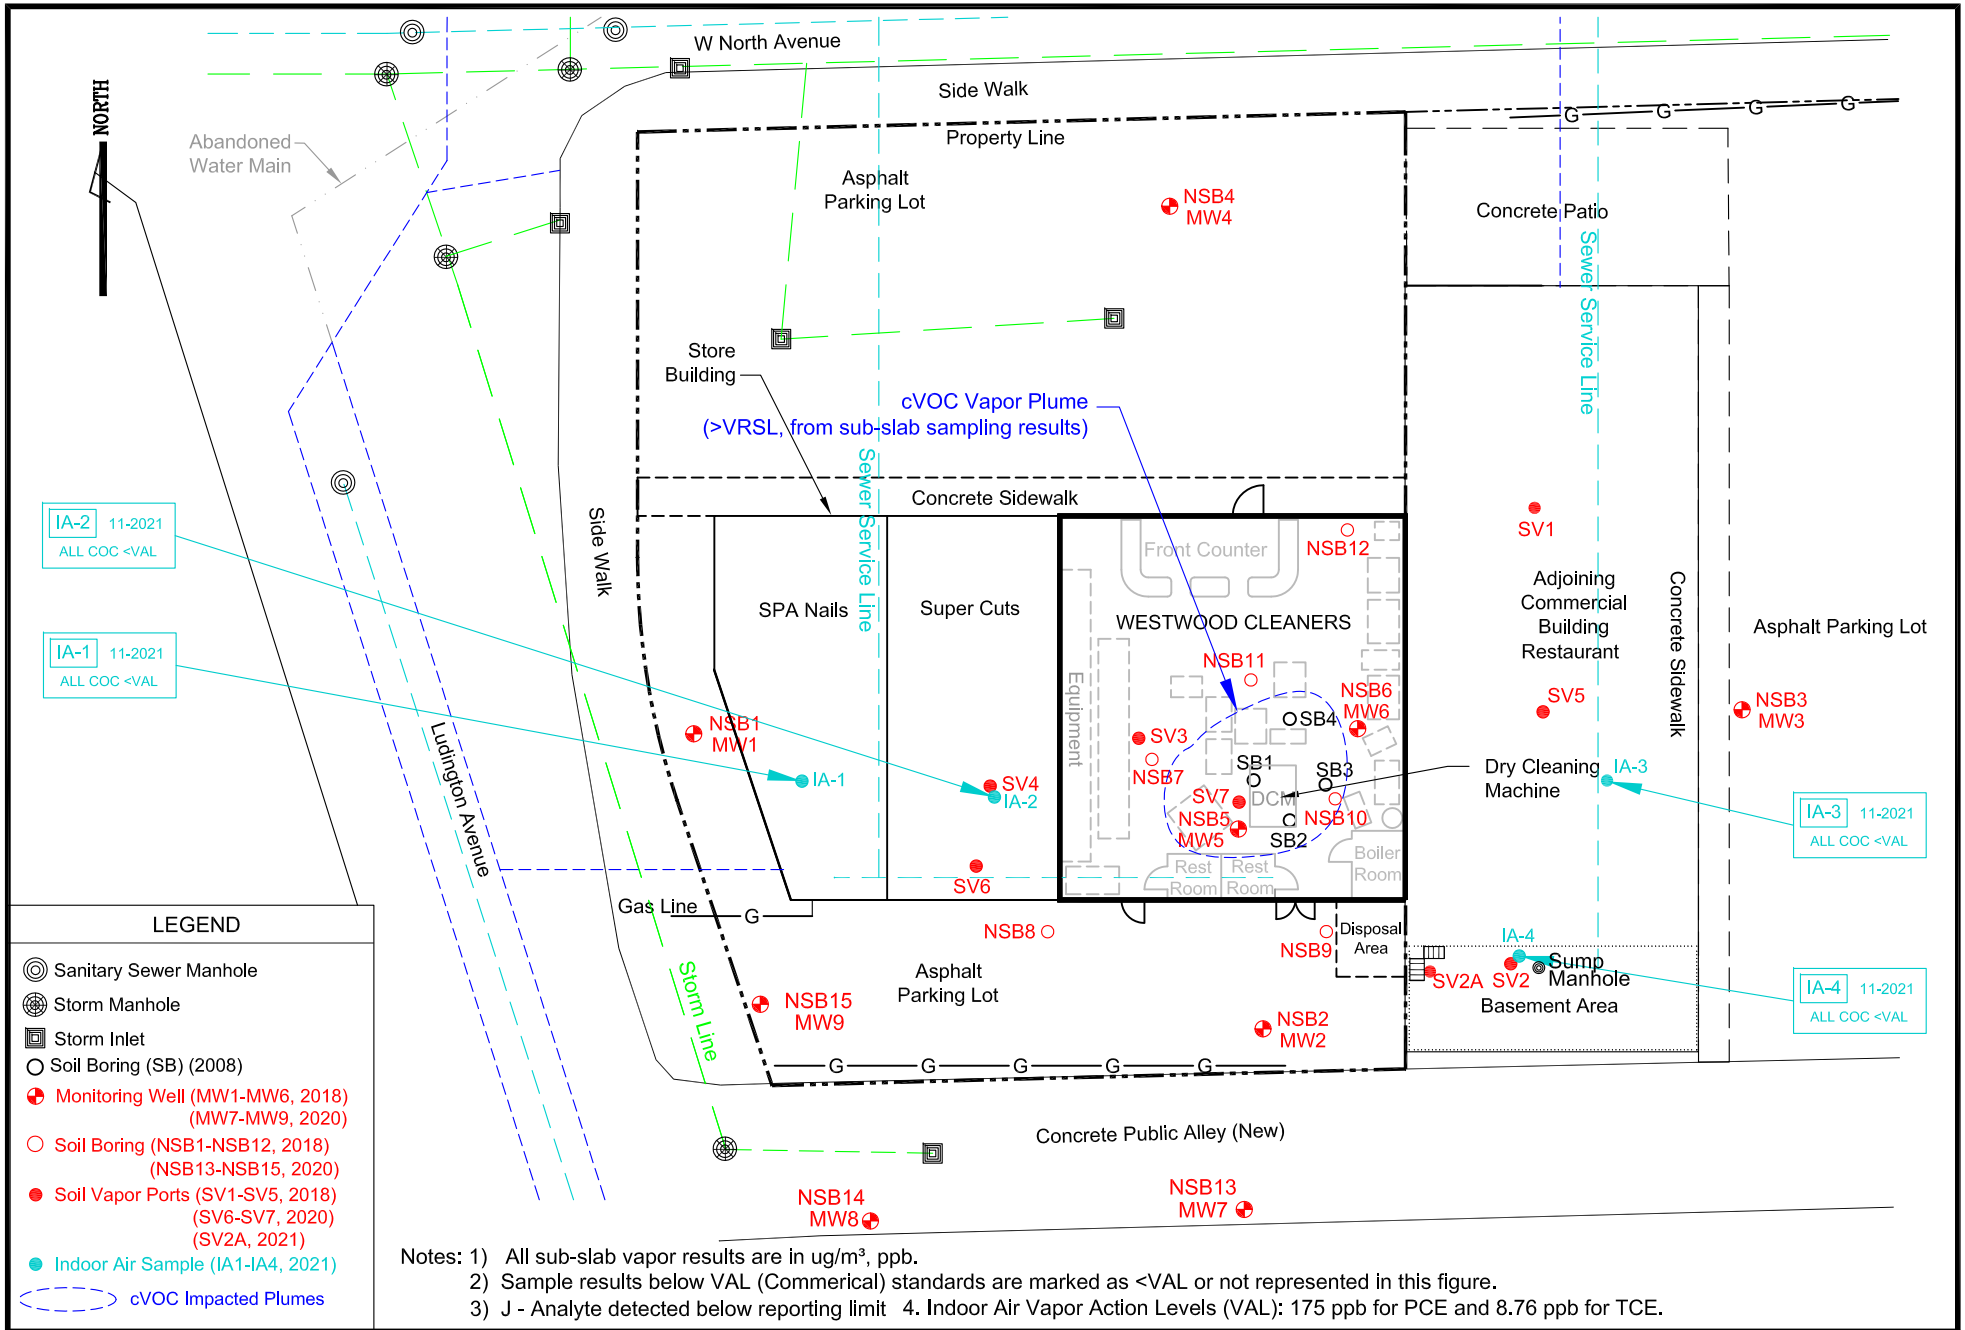 W North Avenue
Side Walk
Property Line
NORTH
Abandoned
Water Main
Asphalt
Parking Lot
NSB4
MW4
G
G
G
G
Concrete Patio
Sewer Service Line
Store
Building
cVOC Vapor Plume
(>VRSL, from sub-slab sampling results)
Sewer Service Line
Concrete Sidewalk
Side Walk
IA-2 11-2021
ALL COC <VAL
IA-1 11-2021
ALL COC <VAL
SPA Nails
Super Cuts
Front Counter
NSB12
WESTWOOD CLEANERS
Equipment
NSB11
NSB6
MW6
SB4
SV3
NSB7
SB1
SB3
SV7
DCM
NSB5
MW5
NSB10
SB2
Rest
Room
Rest
Room
Boiler
Room
SV1
Adjoining
Commercial
Building
Restaurant
Concrete Sidewalk
Asphalt Parking Lot
SV5
NSB3
MW3
Dry Cleaning
Machine
IA-3
IA-3 11-2021
ALL COC <VAL
NSB1
MW1
IA-1
SV4
IA-2
SV6
Ludington Avenue
Gas Line
G
Storm Line
NSB8
NSB9
Disposal
Area
IA-4
SV2A
SV2
Sump
Manhole
Basement Area
IA-4 11-2021
ALL COC <VAL
Asphalt
Parking Lot
NSB15
MW9
NSB2
MW2
G
G
G
G
G
Concrete Public Alley (New)
NSB14
MW8
NSB13
MW7
LEGEND
Sanitary Sewer Manhole
Storm Manhole
Storm Inlet
Soil Boring (SB) (2008)
Monitoring Well (MW1-MW6, 2018)
(MW7-MW9, 2020)
Soil Boring (NSB1-NSB12, 2018)
(NSB13-NSB15, 2020)
Soil Vapor Ports (SV1-SV5, 2018)
(SV6-SV7, 2020)
(SV2A, 2021)
Indoor Air Sample (IA1-IA4, 2021)
cVOC Impacted Plumes
Notes: 1) All sub-slab vapor results are in ug/m³, ppb.
2) Sample results below VAL (Commerical) standards are marked as <VAL or not represented in this figure.
3) J - Analyte detected below reporting limit 4. Indoor Air Vapor Action Levels (VAL): 175 ppb for PCE and 8.76 ppb for TCE.